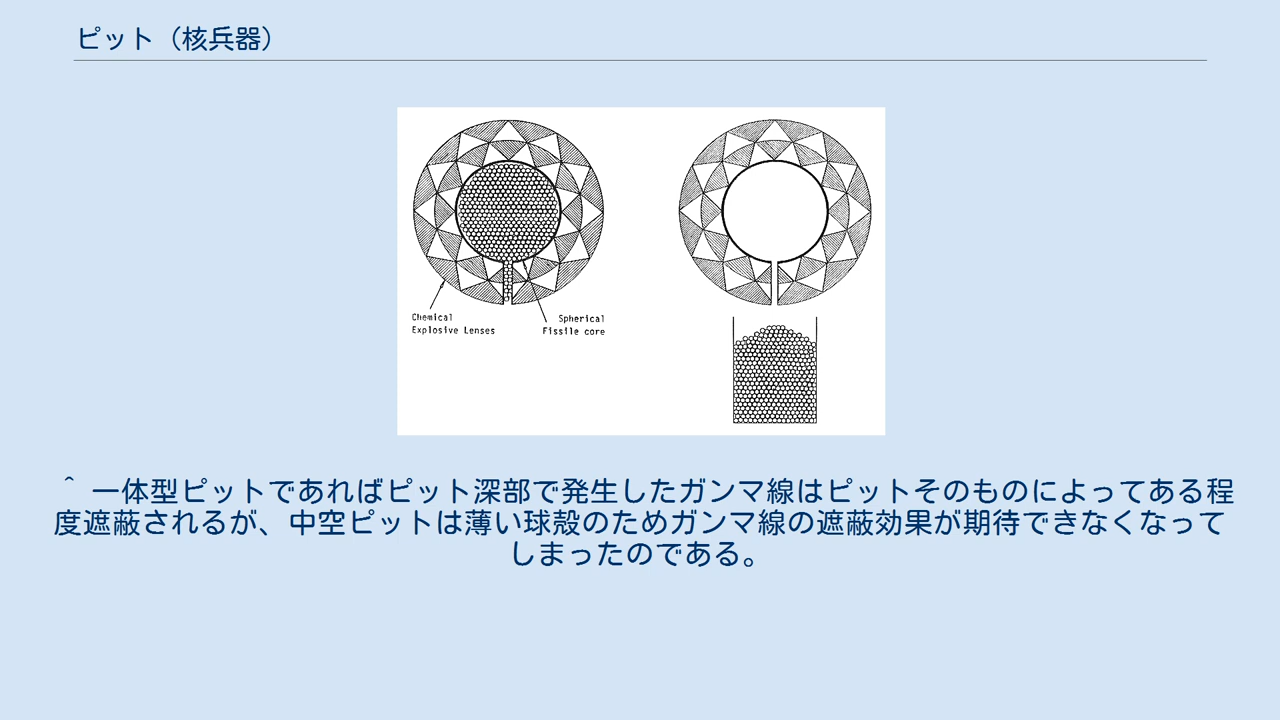 ピット（核兵器）
Chemical
Explosive Lenses
Spherical
Fissile core
^ 一体型ピットであればピット深部で発生したガンマ線はピットそのものによってある程
度遮蔽されるが、中空ピットは薄い球殻のためガンマ線の遮蔽効果が期待できなくなって
しまったのである。